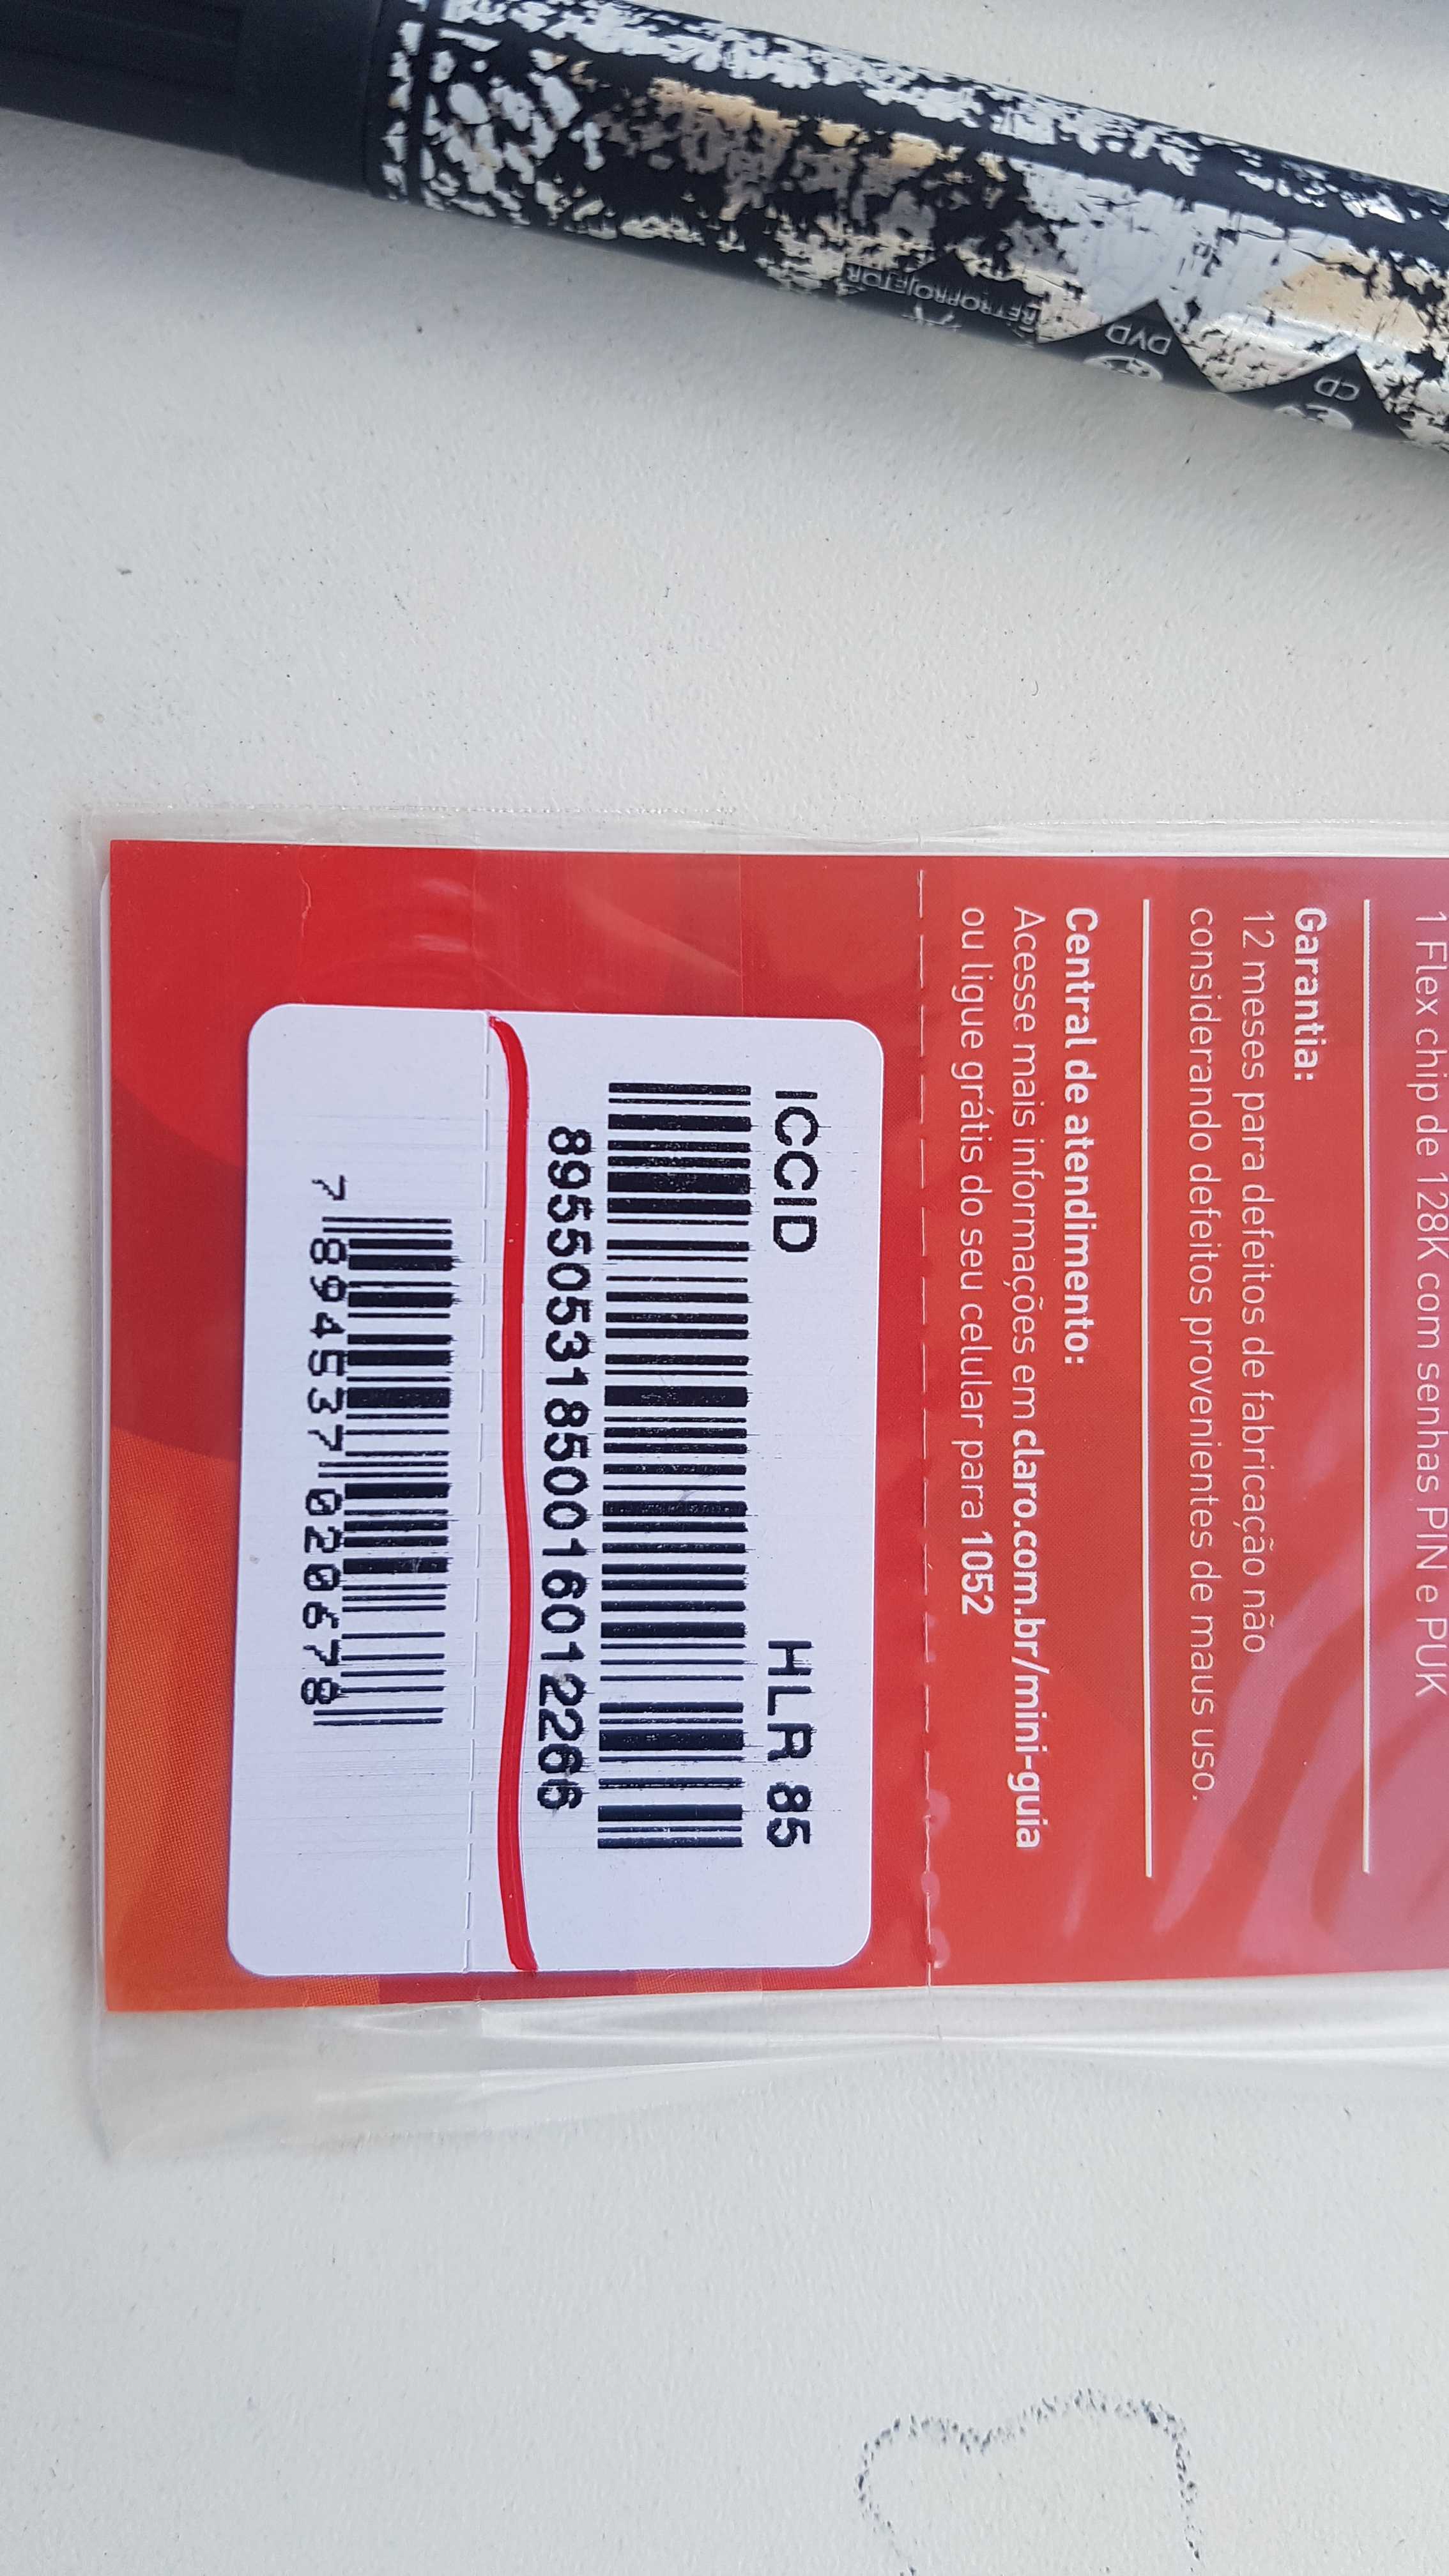 RETROPROJETOR
DVD
CD
1 Flex chip de 128K com senhas PIN e PUK
Garantia:
12 meses para defeitos de fabricação não
considerando defeitos provenientes de maus uso.
Central de atendimento:
Acesse mais informações em claro.com.br/mini-guia
ou ligue grátis do seu celular para 1052
ICCID HLR 85
89550531850016012266
7 894537 020678